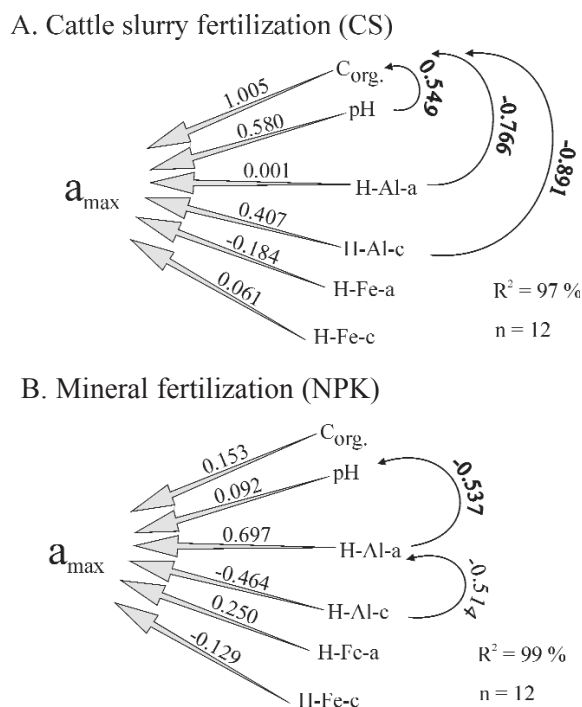 A. Cattle slurry fertilization (CS)
Corg.
1.005
pH
0.549
0.580
-0.766
0.001
H-Al-a
-0.891
amax
0.407
H-Al-c
-0.184
H-Fe-a
R² = 97 %
0.061
H-Fe-c
n = 12
B. Mineral fertilization (NPK)
Corg.
0.153
pH
-0.537
0.092
0.697
H-Al-a
amax
-0.464
-0.514
H-Al-c
0.250
H-Fe-a
R² = 99 %
-0.129
H-Fe-c
n = 12